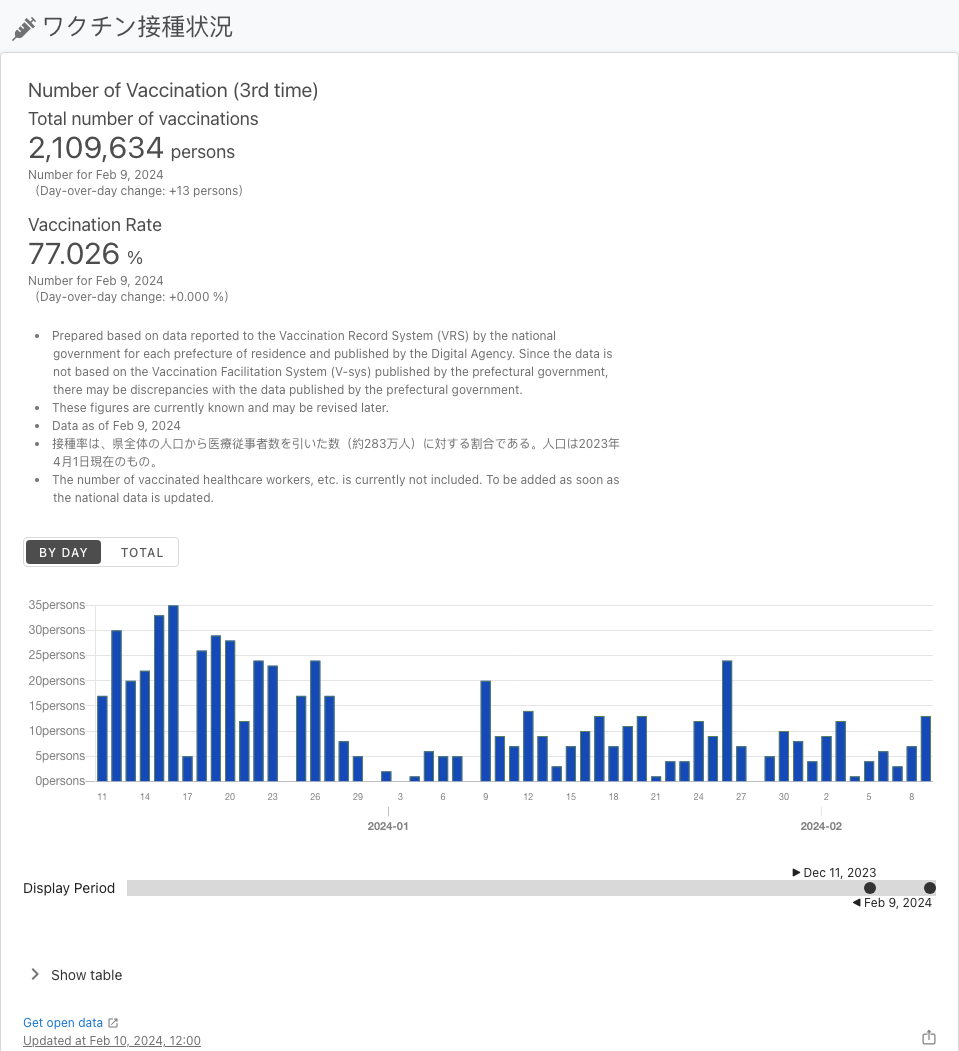 ワクチン接種状況
Number of Vaccination (3rd time)
Total number of vaccinations
2,109,634 persons
Number for Feb 9, 2024
(Day-over-day change: +13 persons)
Vaccination Rate
77.026 %
Number for Feb 9, 2024
(Day-over-day change: +0.000 %)
• Prepared based on data reported to the Vaccination Record System (VRS) by the national
government for each prefecture of residence and published by the Digital Agency. Since the data is
not based on the Vaccination Facilitation System (V-sys) published by the prefectural government,
there may be discrepancies with the data published by the prefectural government.
• These figures are currently known and may be revised later.
• Data as of Feb 9, 2024
• 接種率は、県全体の人口から医療従事者数を引いた数（約283万人）に対する割合である。人口は2023年
4月1日現在のもの。
• The number of vaccinated healthcare workers, etc. is currently not included. To be added as soon as
the national data is updated.
BY DAY TOTAL
35persons
30persons
25persons
20persons
15persons
10persons
5persons
0persons
11 14 17 20 23 26 29 3 6 9 12 15 18 21 24 27 30 2 5 8
2024-01 2024-02
Dec 11, 2023
Display Period
Feb 9, 2024
Show table
Get open data
Updated at Feb 10, 2024, 12:00